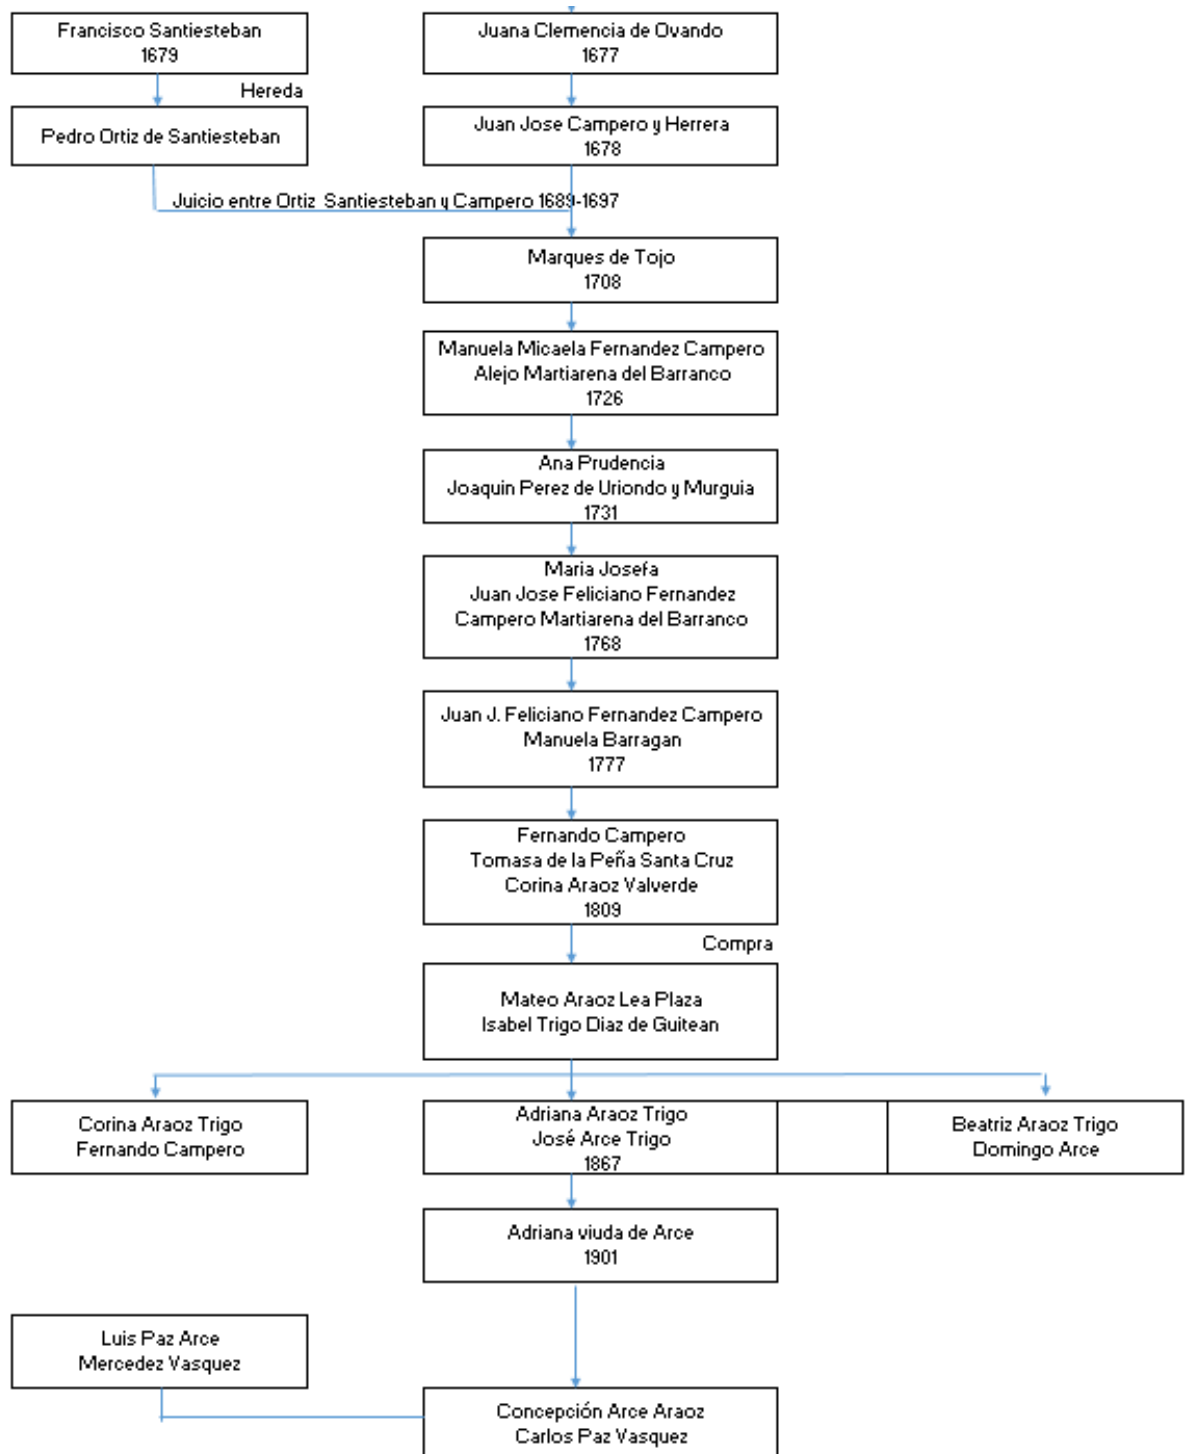 Francisco Santiesteban
1679
Juana Clemencia de Ovando
1677
Hereda
Pedro Ortiz de Santiesteban
Juan Jose Campero y Herrera
1678
Juicio entre Ortiz Santiesteban y Campero 1689-1697
Marques de Tojo
1708
Manuela Micaela Fernandez Campero
Alejo Martiarena del Barranco
1726
Ana Prudencia
Joaquin Perez de Uriondo y Murguia
1731
Maria Josefa
Juan Jose Feliciano Fernandez
Campero Martiarena del Barranco
1768
Juan J. Feliciano Fernandez Campero
Manuela Barragan
1777
Fernando Campero
Tomasa de la Peña Santa Cruz
Corina Araoz Valverde
1809
Compra
Mateo Araoz Lea Plaza
Isabel Trigo Diaz de Guitean
Corina Araoz Trigo
Fernando Campero
Adriana Araoz Trigo
José Arce Trigo
1867
Beatriz Araoz Trigo
Domingo Arce
Adriana viuda de Arce
1901
Luis Paz Arce
Mercedez Vasquez
Concepción Arce Araoz
Carlos Paz Vasquez